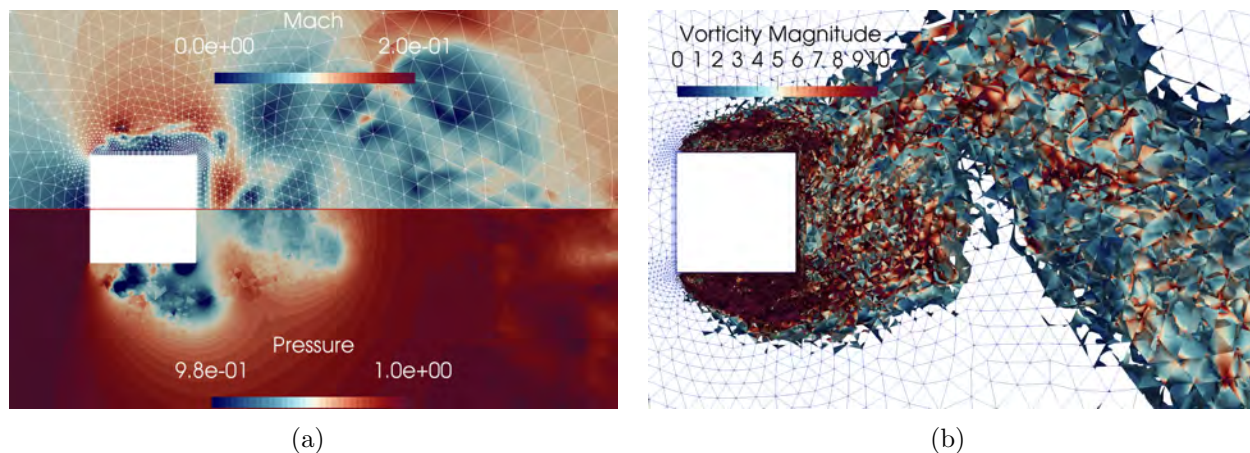 Mach
0.0e+00 2.0e-01
Pressure
9.8e-01 1.0e+00
(a)
Vorticity Magnitude
0 1 2 3 4 5 6 7 8 9 10
(b)